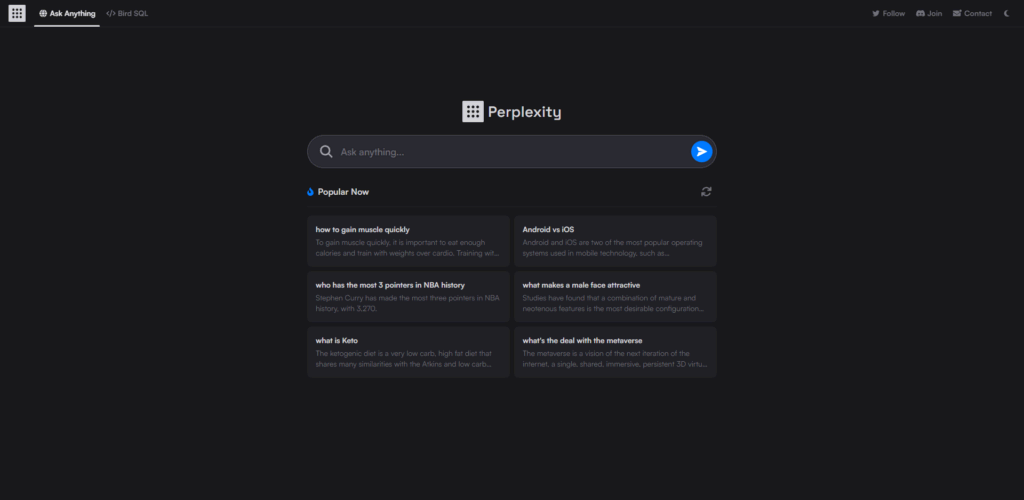 Ask Anything
Bird SQL
Follow
Join
Contact
Perplexity
Ask anything...
Popular Now
how to gain muscle quickly
To gain muscle quickly, it is important to eat enough
calories and train with weights over cardio. Training wit...
Android vs iOS
Android and iOS are two of the most popular operating
systems used in mobile technology, such as...
who has the most 3 pointers in NBA history
Stephen Curry has made the most three pointers in NBA
history, with 3,270.
what makes a male face attractive
Studies have found that a combination of mature and
neotenous features is the most desirable configuration...
what is Keto
The ketogenic diet is a very low carb, high fat diet that
shares many similarities with the Atkins and low carb...
what's the deal with the metaverse
The metaverse is a vision of the next iteration of the
internet, a single, shared, immersive, persistent 3D virtu...